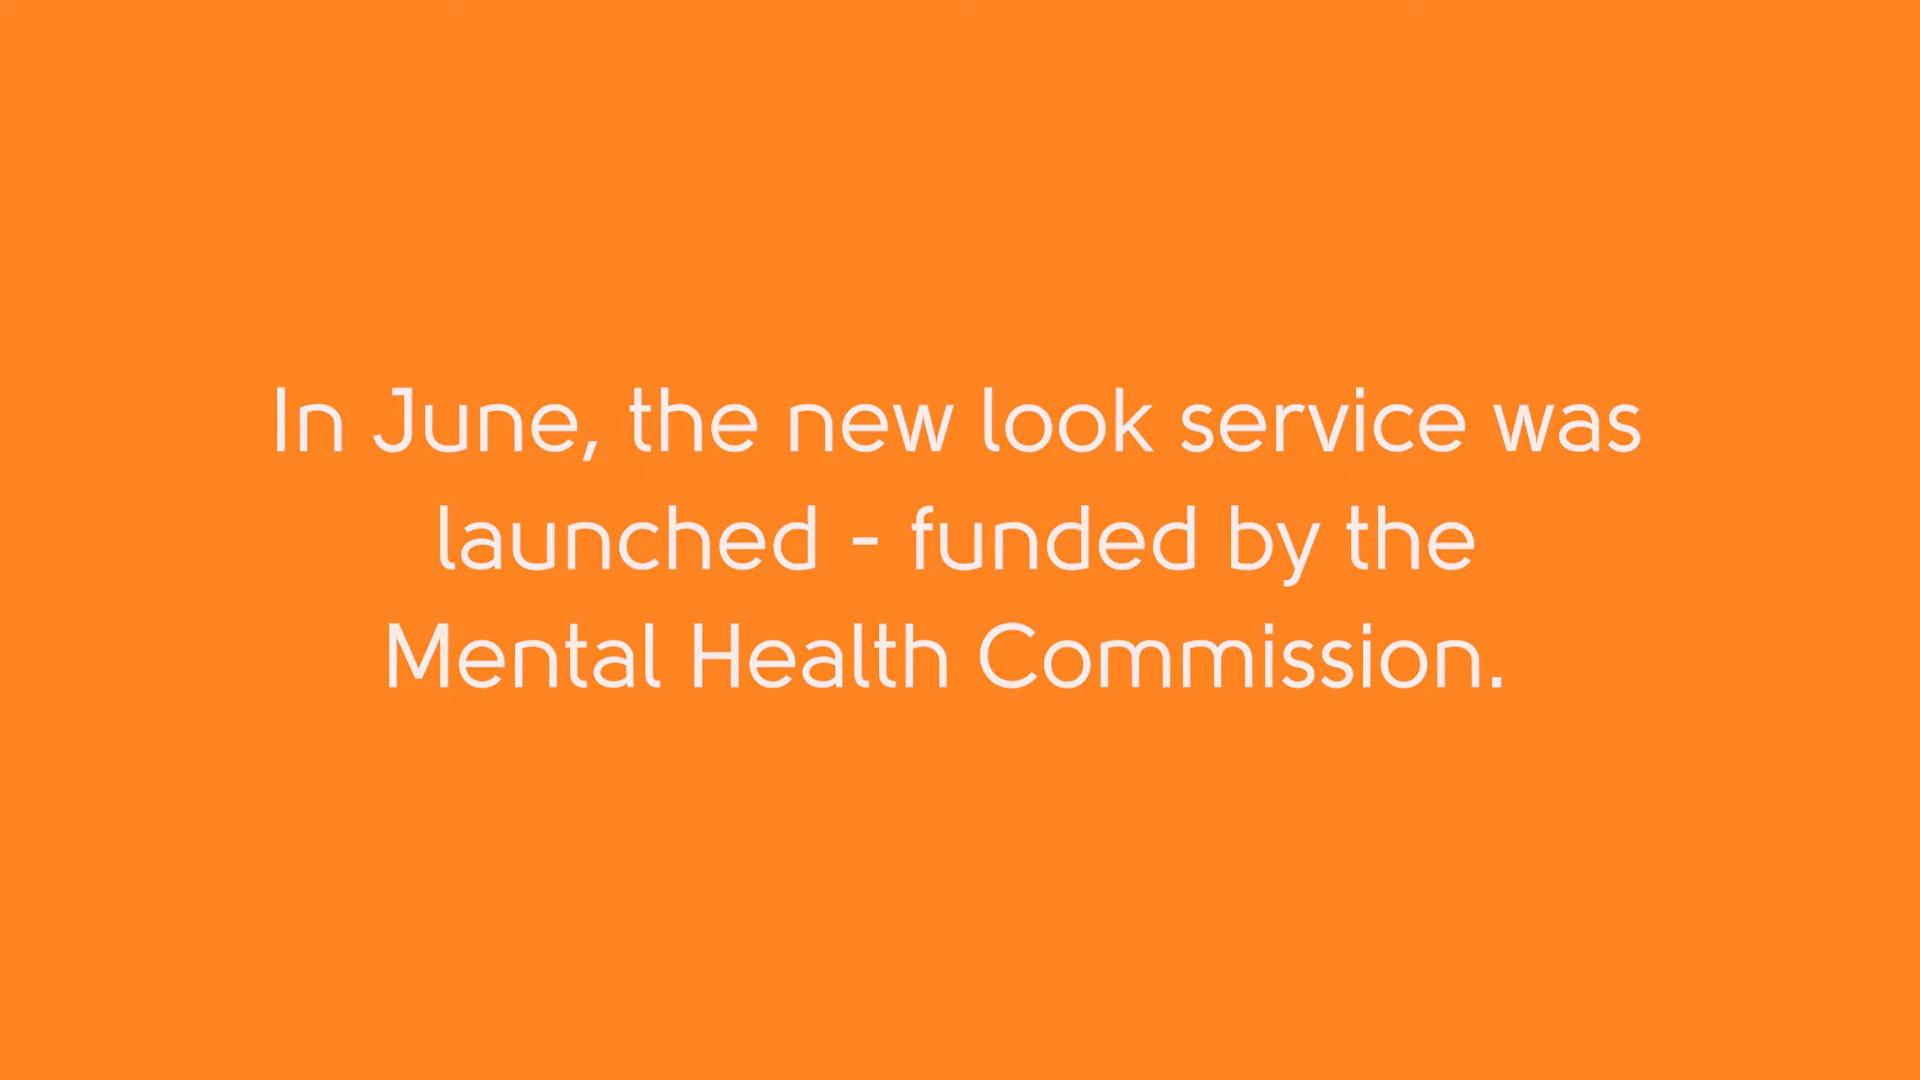 In June, the new look service was
launched - funded by the
Mental Health Commission.